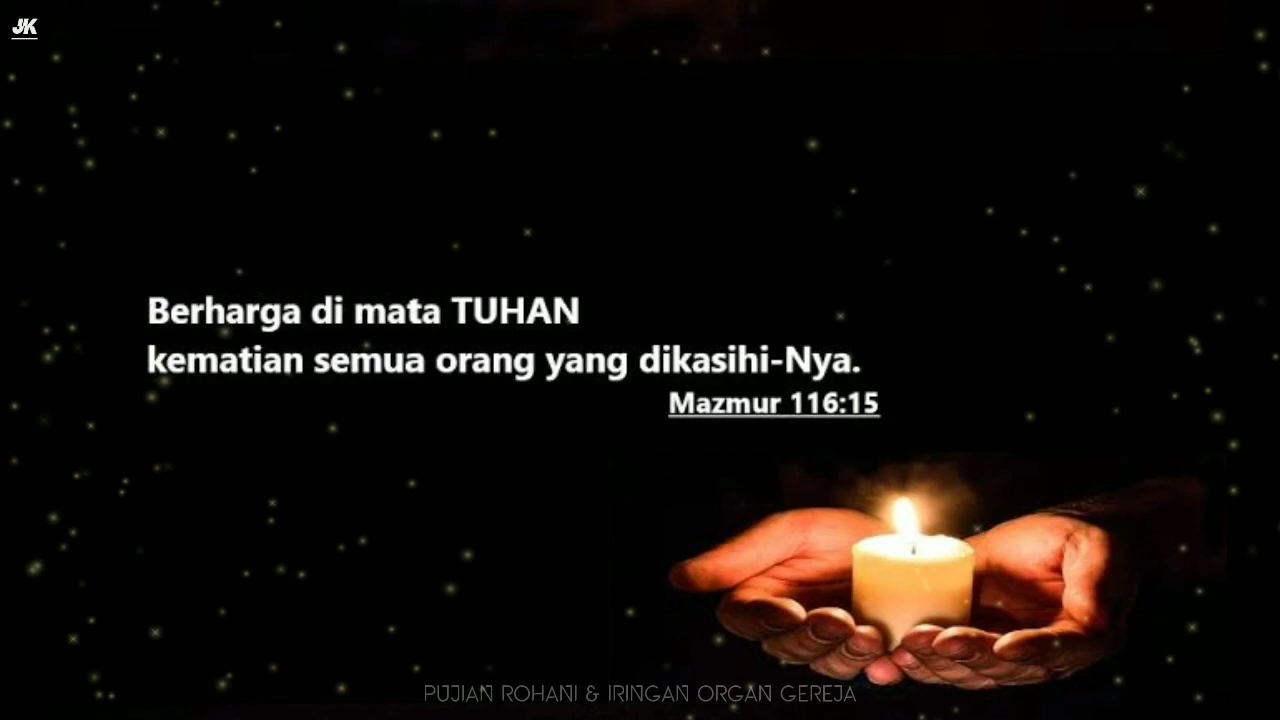 JK
Berharga di mata TUHAN
kematian semua orang yang dikasihi-Nya.
Mazmur 116:15
PUJIAN ROHANI & IRINGAN ORGAN GEREJA